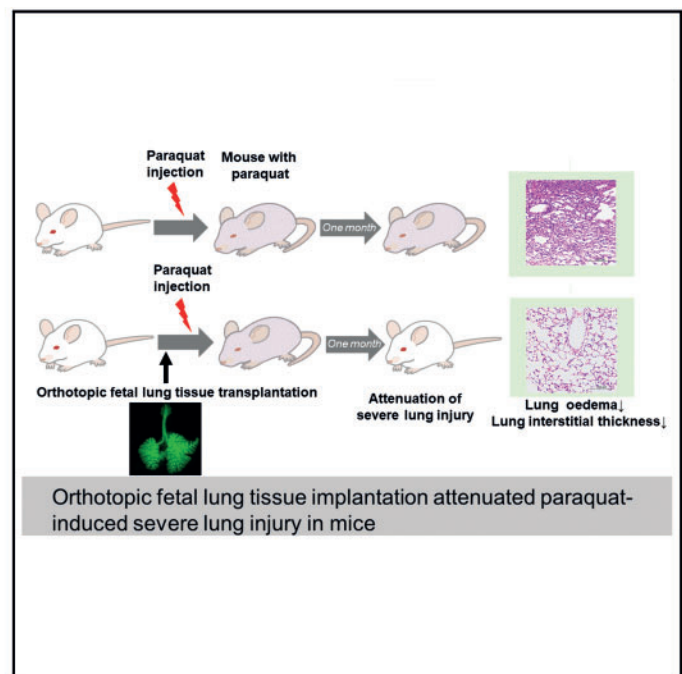 Paraquat
injection
Mouse with
paraquat
One month
Paraquat
injection
One month
Orthotopic fetal lung tissue transplantation
Attenuation of
severe lung injury
Lung oedema↓
Lung interstitial thickness↓
Orthotopic fetal lung tissue implantation attenuated paraquat-
induced severe lung injury in mice